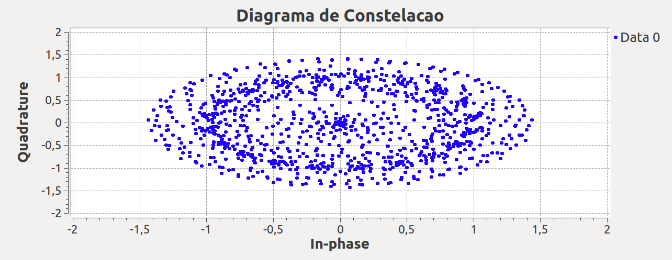 Diagrama de Constelacao
Data 0
Quadrature
2
1,5
1
0,5
0
-0,5
-1
-1,5
-2
-2 -1,5 -1 -0,5 0 0,5 1 1,5 2
In-phase